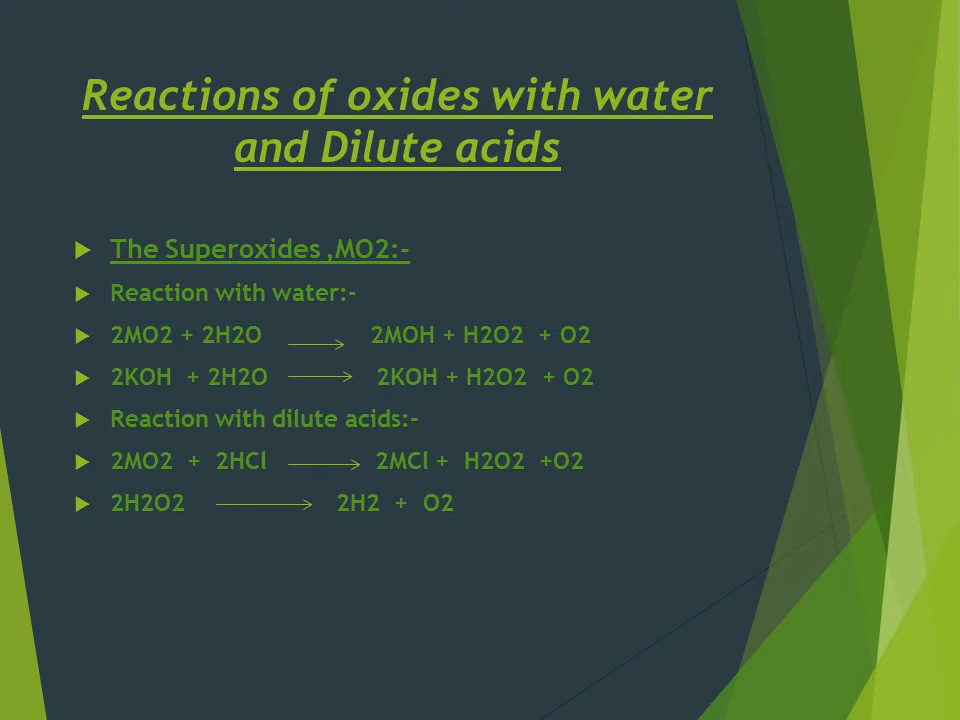 Reactions of oxides with water
and Dilute acids
The Superoxides ,MO2:-
Reaction with water:-
2MO2 + 2H2O 2MOH + H2O2 + O2
2KOH + 2H2O 2KOH + H2O2 + O2
Reaction with dilute acids:-
2MO2 + 2HCl 2MCl + H2O2 +O2
2H2O2 2H2 + O2